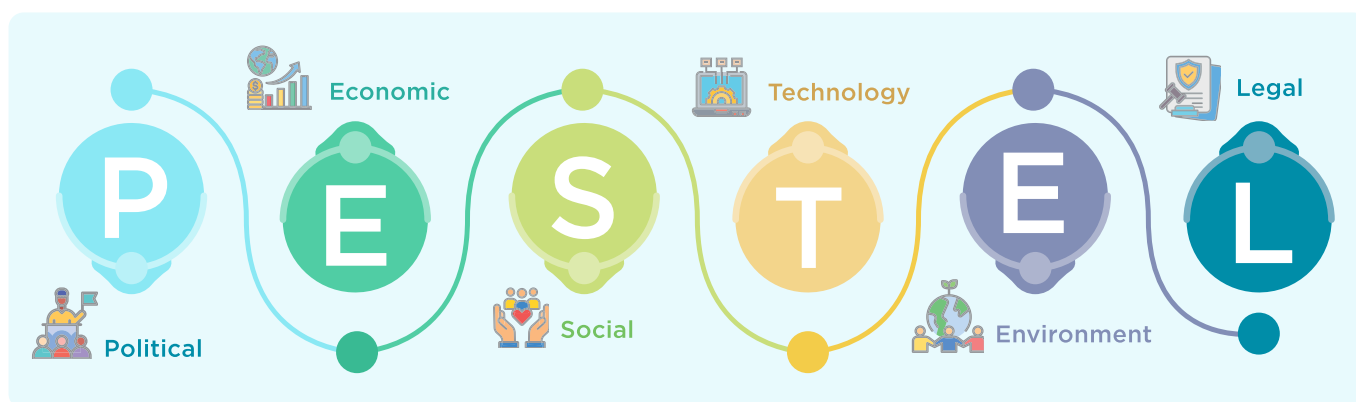 P
Political
Economic
E
S
Social
Technology
T
E
Environment
Legal
L